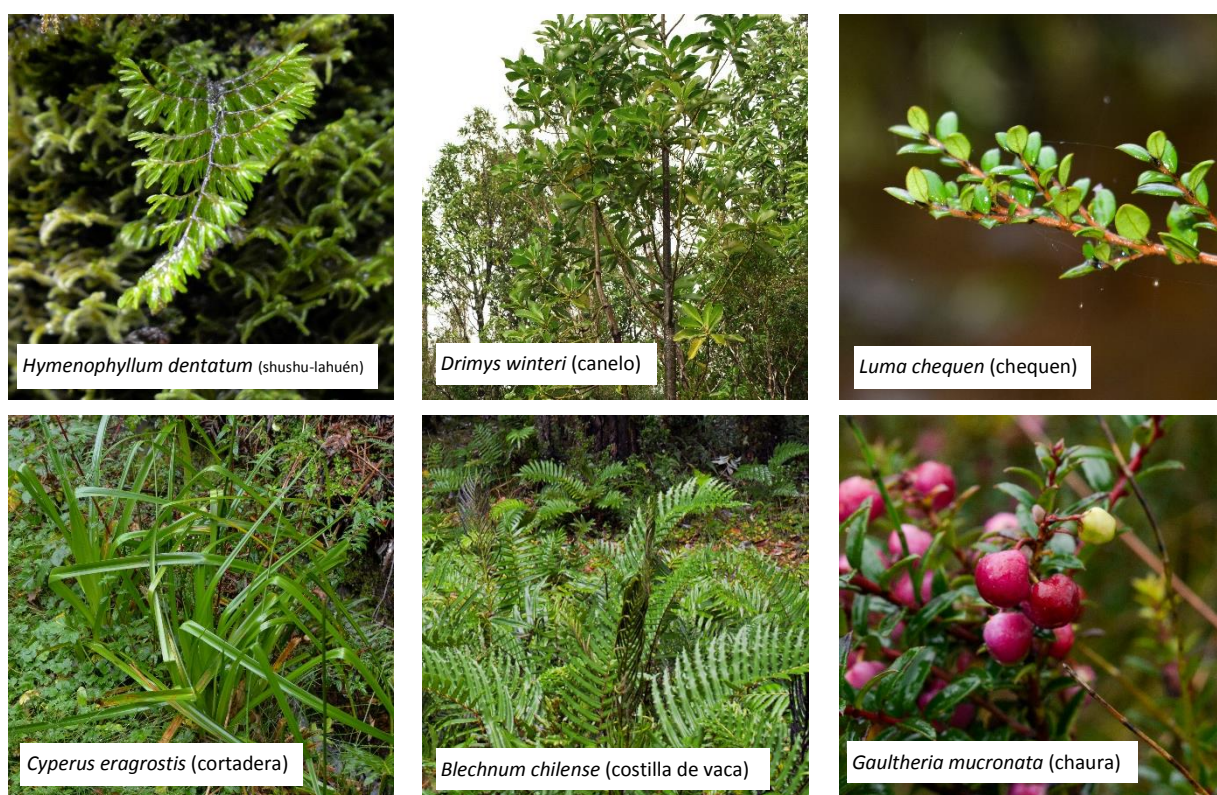 Hymenophyllum dentatum (shushu-lahuén)
Drimys winteri (canelo)
Luma chequen (chequen)
Cyperus eragrostis (cortadera)
Blechnum chilense (costilla de vaca)
Gaultheria mucronata (chaura)